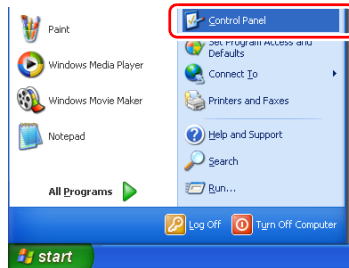 Paint
Windows Media Player
Windows Movie Maker
Notepad
All Programs
Control Panel
Set Program Access and
Defaults
Connect To
Printers and Faxes
Help and Support
Search
Run...
Log Off
Turn Off Computer
start